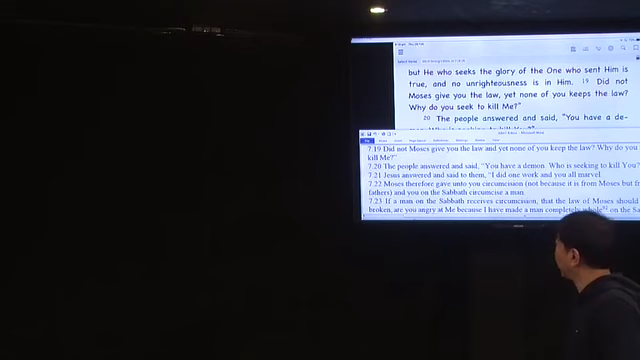 but He who seeks the glory of the One who sent Him is
true, and no unrighteousness is in Him. 19 Did not
Moses give you the law, yet none of you keeps the law?
Why do you seek to kill Me?"
20 The people answered and said, "You have a de-
7.19 Did not Moses give you the law and yet none of you keeps the law? Why do you
kill Me?"
7.20 The people answered and said, "You have a demon. Who is seeking to kill You?
7.21 Jesus answered and said to them, "I did one work and you all marvel.
7.22 Moses therefore gave unto you circumcision (not because it is from Moses but fr
fathers) and you on the Sabbath circumcise a man.
7.23 If a man on the Sabbath receives circumcision, that the law of Moses should
broken, are you angry at Me because I have made a man completely whole on the Sa